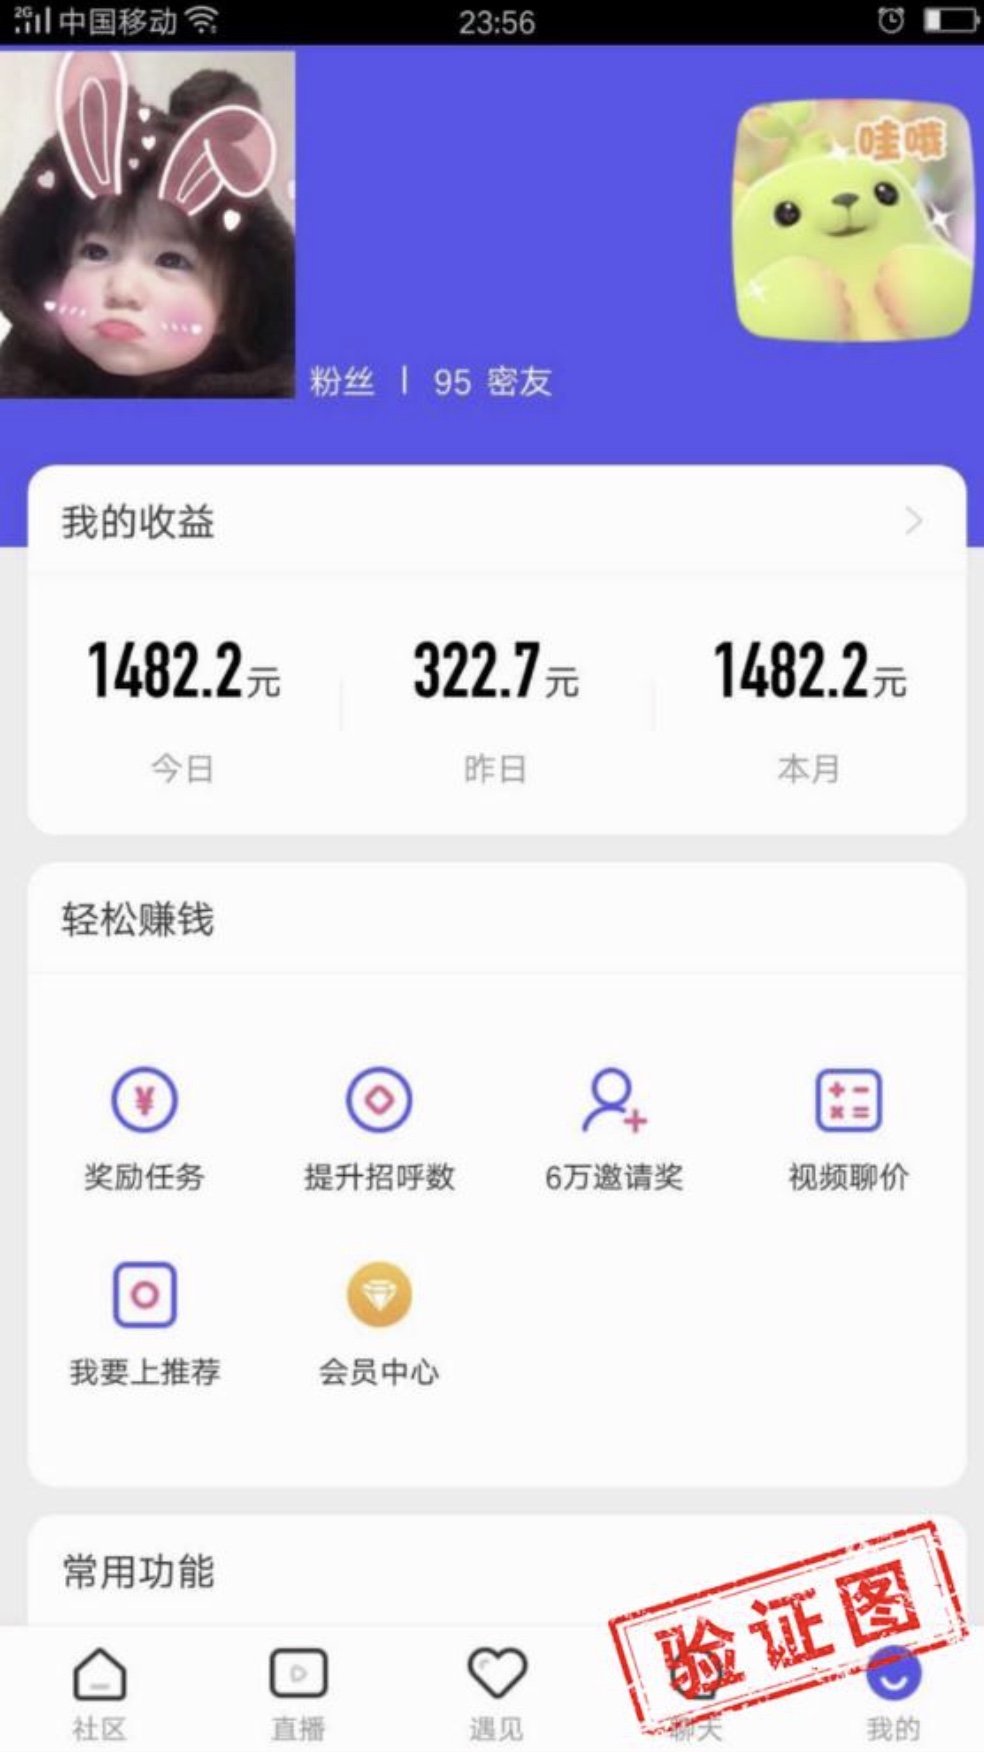 2G 中国移动 23:56
哇哦
粉丝 | 95 密友
我的收益
1482.2元 322.7元 1482.2元
今日 昨日 本月
轻松赚钱
奖励任务 提升招呼数 6万邀请奖 视频聊价
我要上推荐 会员中心
常用功能
验证图
社区 直播 遇见 聊天 我的